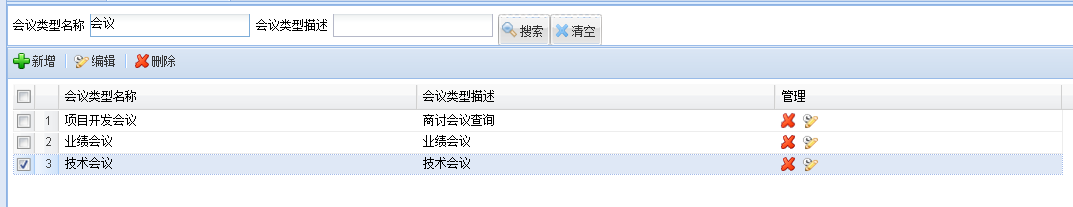 会议类型名称 会议 会议类型描述 搜索 清空
新增 编辑 删除
会议类型名称 会议类型描述 管理
1 项目开发会议 商讨会议查询
2 业绩会议 业绩会议
3 技术会议 技术会议